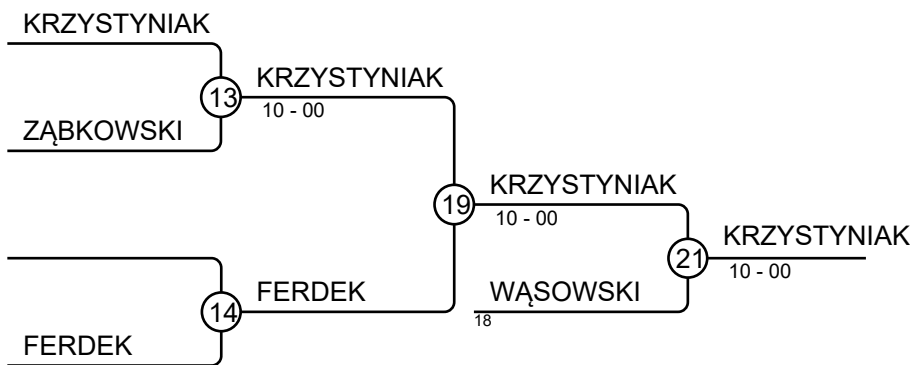 KRZYSTYNIAK
13
KRZYSTYNIAK
10 - 00
ZĄBKOWSKI
19
KRZYSTYNIAK
10 - 00
21
KRZYSTYNIAK
10 - 00
14
FERDEK
WĄSOWSKI
18
FERDEK